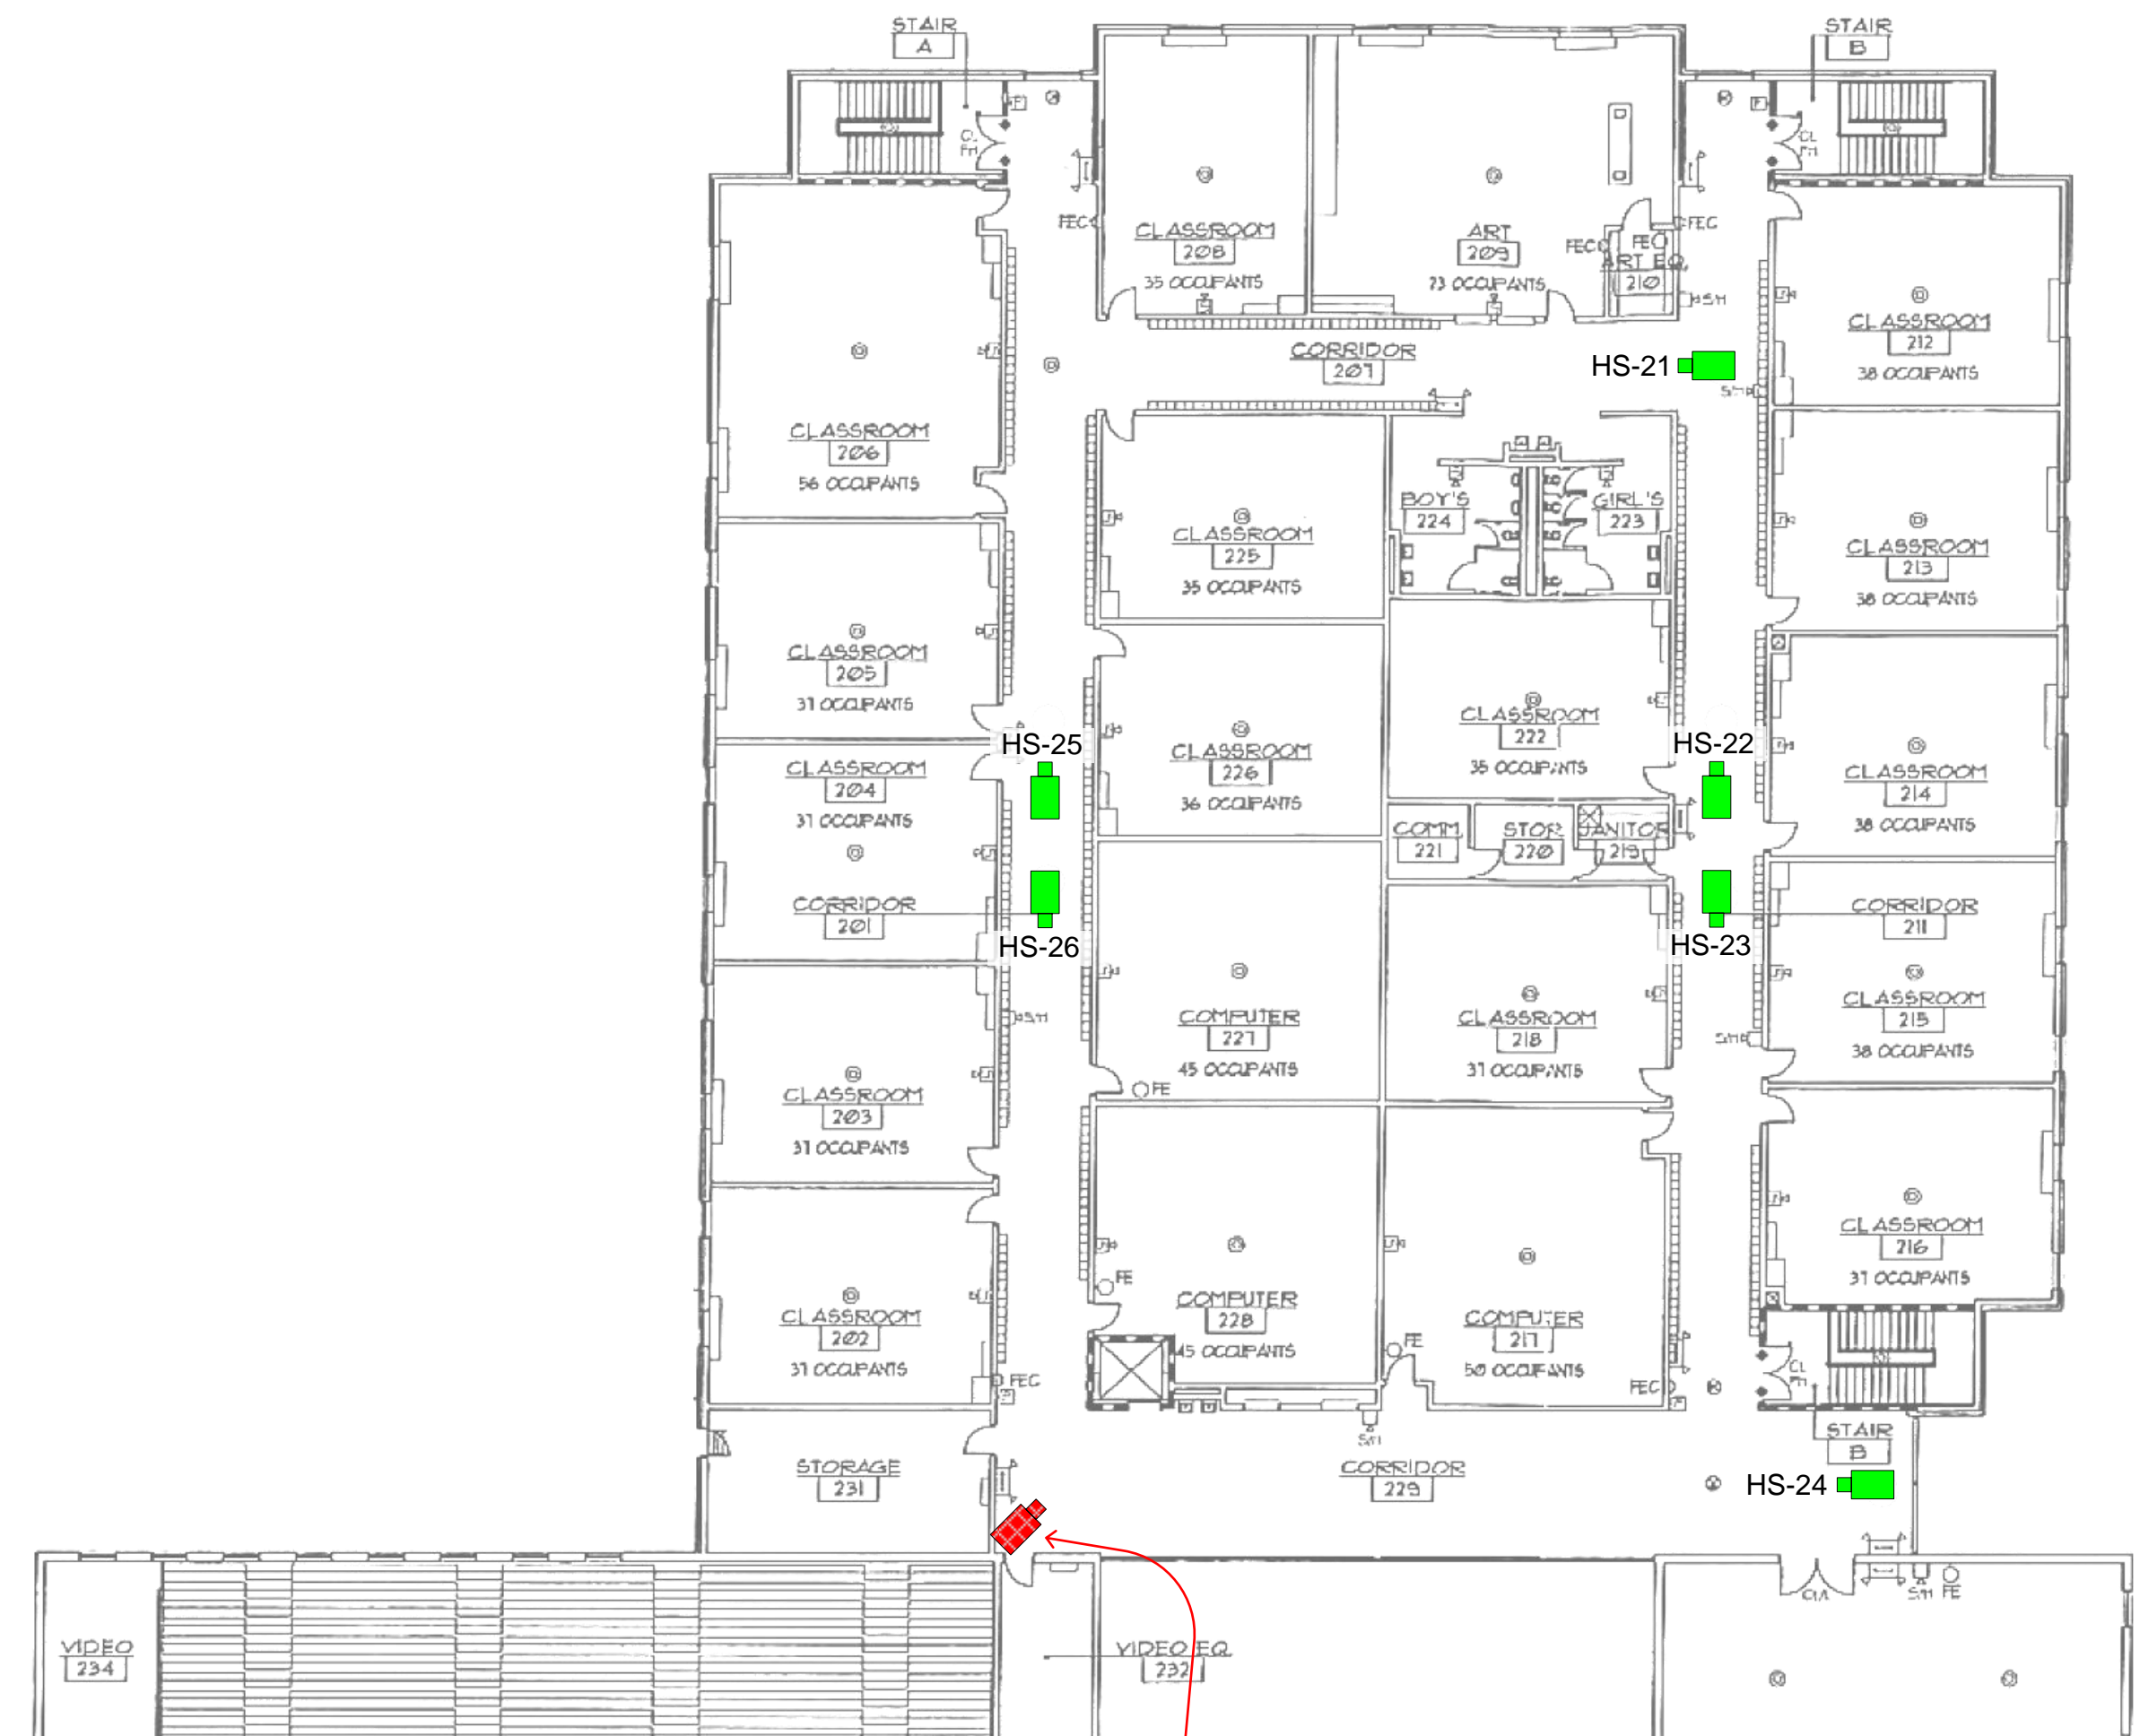 STAIR
A
STAIR
B
CL
FH
CL
FH
FEC
CLASSROOM
208
35 OCCUPANTS
ART
209
73 OCCUPANTS
FEC
FEC
ART EQ.
210
FEC
S/H
CLASSROOM
212
38 OCCUPANTS
CORRIDOR
207
HS-21
S/H
CLASSROOM
206
56 OCCUPANTS
CLASSROOM
225
35 OCCUPANTS
BOY'S
224
GIRL'S
223
CLASSROOM
213
38 OCCUPANTS
CLASSROOM
205
31 OCCUPANTS
CLASSROOM
222
35 OCCUPANTS
HS-25
HS-22
CLASSROOM
204
31 OCCUPANTS
CLASSROOM
226
36 OCCUPANTS
CLASSROOM
214
38 OCCUPANTS
COMM.
221
STOR.
220
JANITOR
219
CORRIDOR
201
HS-26
HS-23
CORRIDOR
211
CLASSROOM
215
38 OCCUPANTS
S/H
COMPUTER
227
45 OCCUPANTS
CLASSROOM
218
31 OCCUPANTS
S/H
FE
CLASSROOM
203
31 OCCUPANTS
CLASSROOM
216
31 OCCUPANTS
FE
COMPUTER
228
45 OCCUPANTS
FE
COMPUTER
217
50 OCCUPANTS
CLASSROOM
202
31 OCCUPANTS
FEC
FEC
CL
FH
STAIR
B
S/H
STORAGE
231
CORRIDOR
229
HS-24
S/H
FE
VIDEO
234
VIDEO EQ.
232